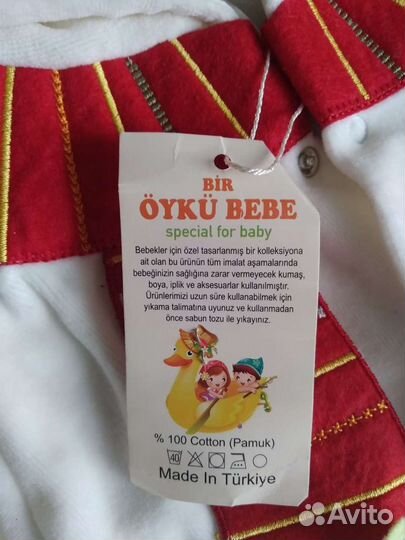 BİR
ÖYKÜ BEBE
special for baby
Bebekler için özel tasarlanmış bir kolleksiyona
ait olan bu ürünün tüm imalat aşamalarında
bebeğinizin sağlığına zarar vermeyecek kumaş,
boya, iplik ve aksesuarlar kullanılmıştır.
Ürünlerimizi uzun süre kullanabilmek için
yıkama talimatına uyunuz ve kullanmadan
önce sabun tozu ile yıkayınız.
% 100 Cotton (Pamuk)
40
Made In Türkiye
Avito